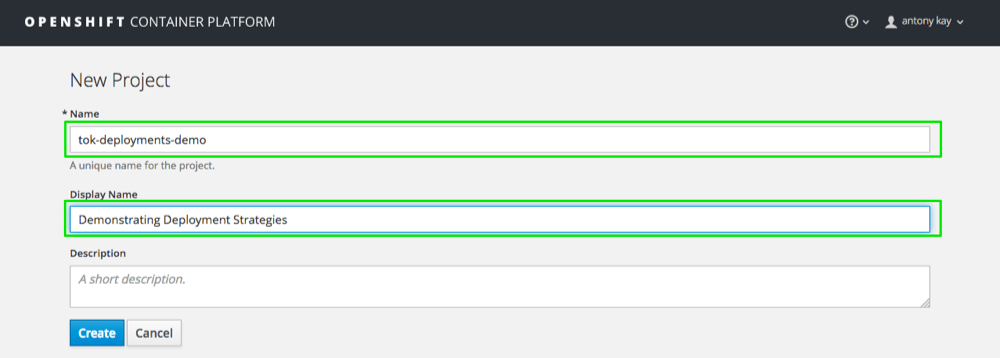 OPENSHIFT CONTAINER PLATFORM
antony kay
New Project
* Name
tok-deployments-demo
A unique name for the project.
Display Name
Demonstrating Deployment Strategies
Description
A short description.
Create Cancel